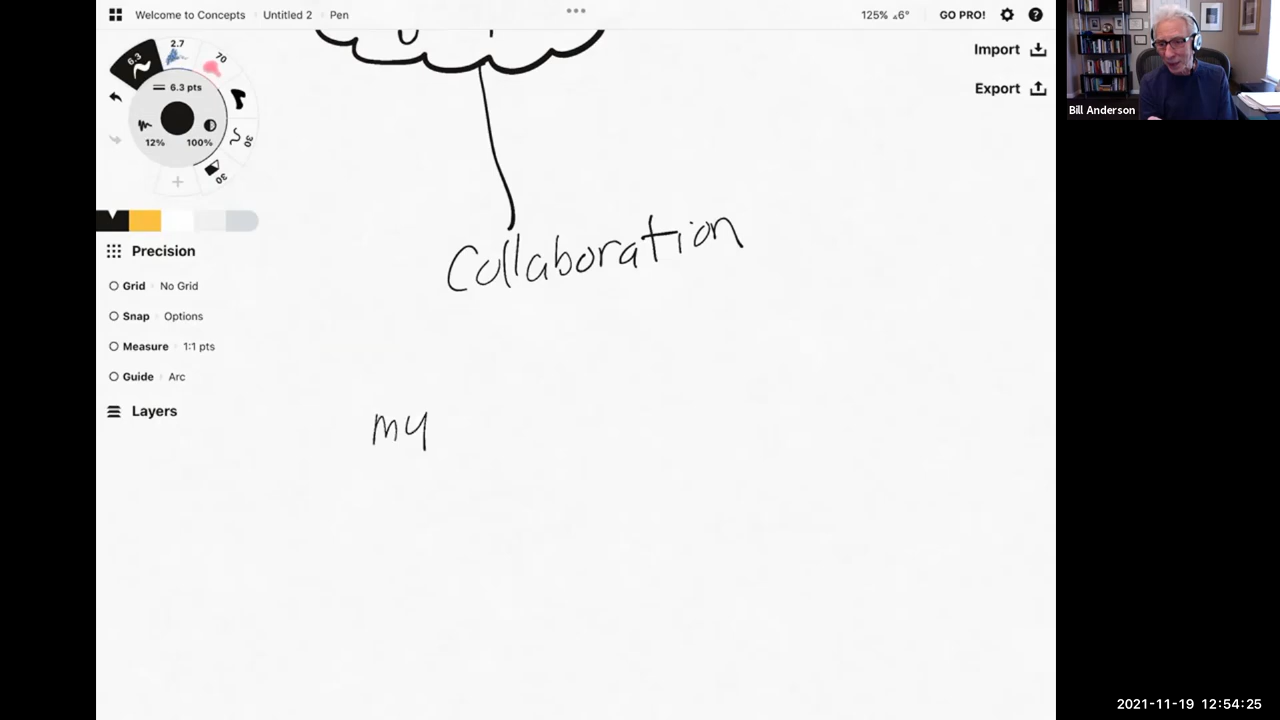 Welcome to Concepts Untitled 2 Pen 125% 6° GO PRO!
Import
Export
6.3 2.7 70 30 30
6.3 pts
12% 100%
Bill Anderson
Collaboration
Precision
Grid No Grid
Snap Options
Measure 1:1 pts
Guide Arc
Layers
my
2021-11-19 12:54:25